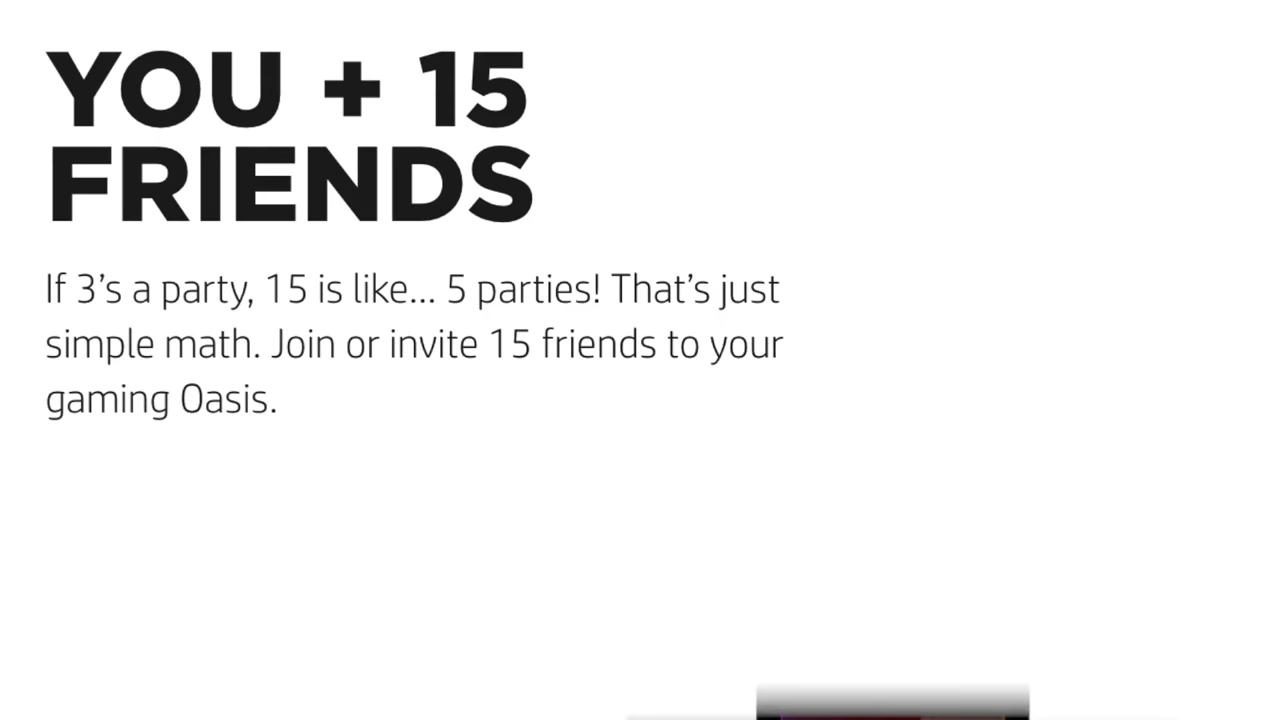 YOU + 15
FRIENDS
If 3’s a party, 15 is like... 5 parties! That’s just
simple math. Join or invite 15 friends to your
gaming Oasis.